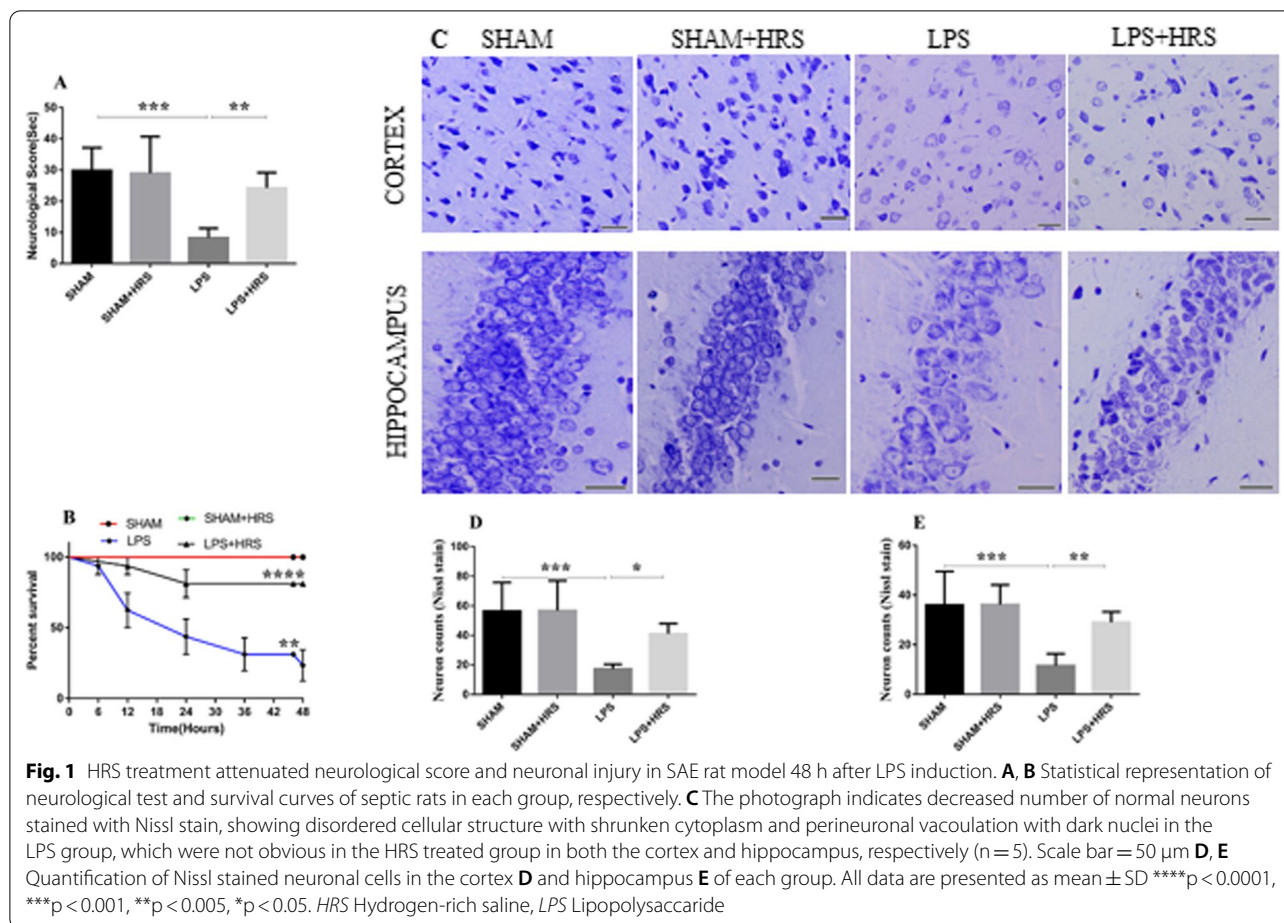 C SHAM SHAM+HRS LPS LPS+HRS
A
*** **
Neurological Score(Sec)
50
40
30
20
10
0
SHAM SHAM+HRS LPS LPS+HRS
CORTEX
HIPPOCAMPUS
B
SHAM SHAM+HRS
LPS LPS+HRS
Percent survival
100
50
0
****
**
0 6 12 18 24 30 36 42 48
Time(Hours)
D
*** *
Neuron counts (Nissl stain)
100
80
60
40
20
0
SHAM SHAM+HRS LPS LPS+HRS
E
*** **
Neuron counts (Nissl stain)
60
40
20
0
SHAM SHAM+HRS LPS LPS+HRS
Fig. 1 HRS treatment attenuated neurological score and neuronal injury in SAE rat model 48 h after LPS induction. A, B Statistical representation of
neurological test and survival curves of septic rats in each group, respectively. C The photograph indicates decreased number of normal neurons
stained with Nissl stain, showing disordered cellular structure with shrunken cytoplasm and perineuronal vacoulation with dark nuclei in the
LPS group, which were not obvious in the HRS treated group in both the cortex and hippocampus, respectively (n = 5). Scale bar = 50 μm D, E
Quantification of Nissl stained neuronal cells in the cortex D and hippocampus E of each group. All data are presented as mean ± SD ****p < 0.0001,
***p < 0.001, **p < 0.005, *p < 0.05. HRS Hydrogen-rich saline, LPS Lipopolysaccaride